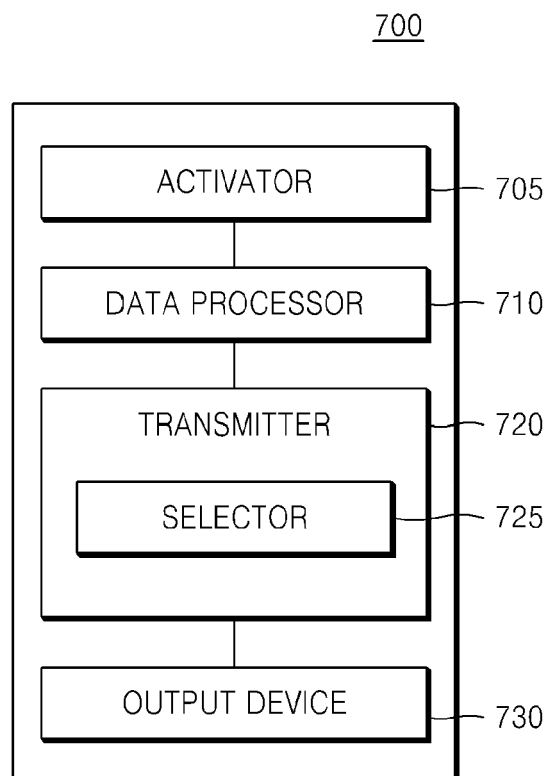 700
ACTIVATOR 705
DATA PROCESSOR 710
TRANSMITTER 720
SELECTOR 725
OUTPUT DEVICE 730